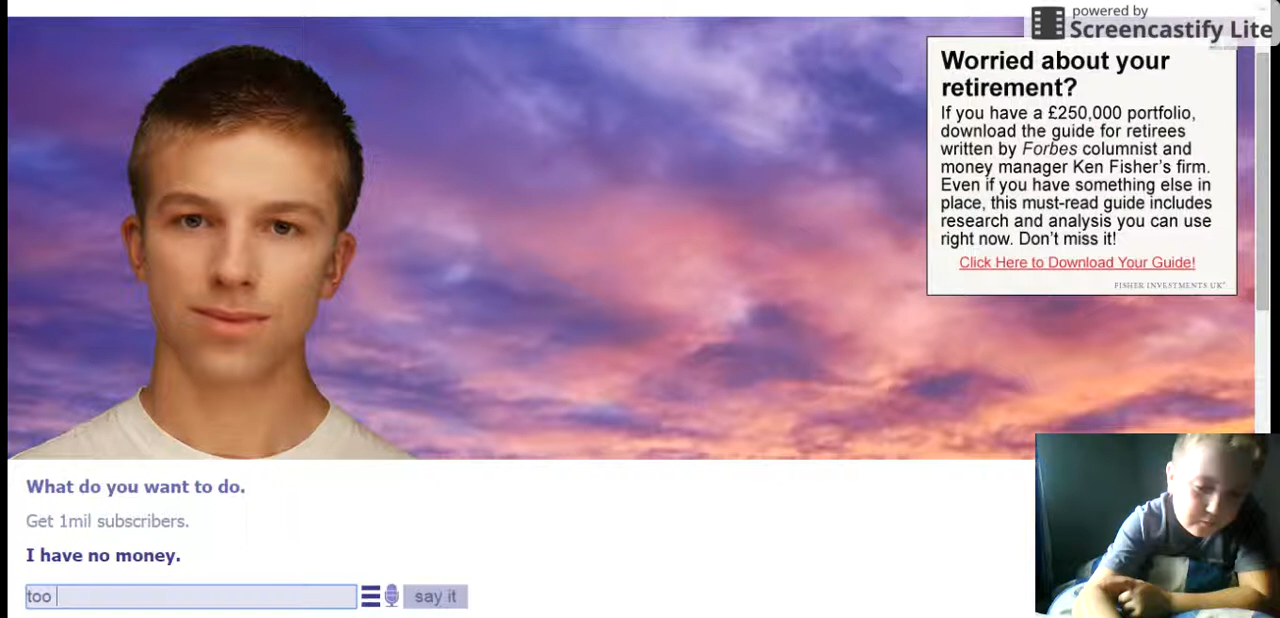 powered by
Screencastify Lite
Worried about your
retirement?
If you have a £250,000 portfolio,
download the guide for retirees
written by Forbes columnist and
money manager Ken Fisher's firm.
Even if you have something else in
place, this must-read guide includes
research and analysis you can use
right now. Don't miss it!
Click Here to Download Your Guide!
FISHER INVESTMENTS UK
What do you want to do.
Get 1mil subscribers.
I have no money.
too
say it